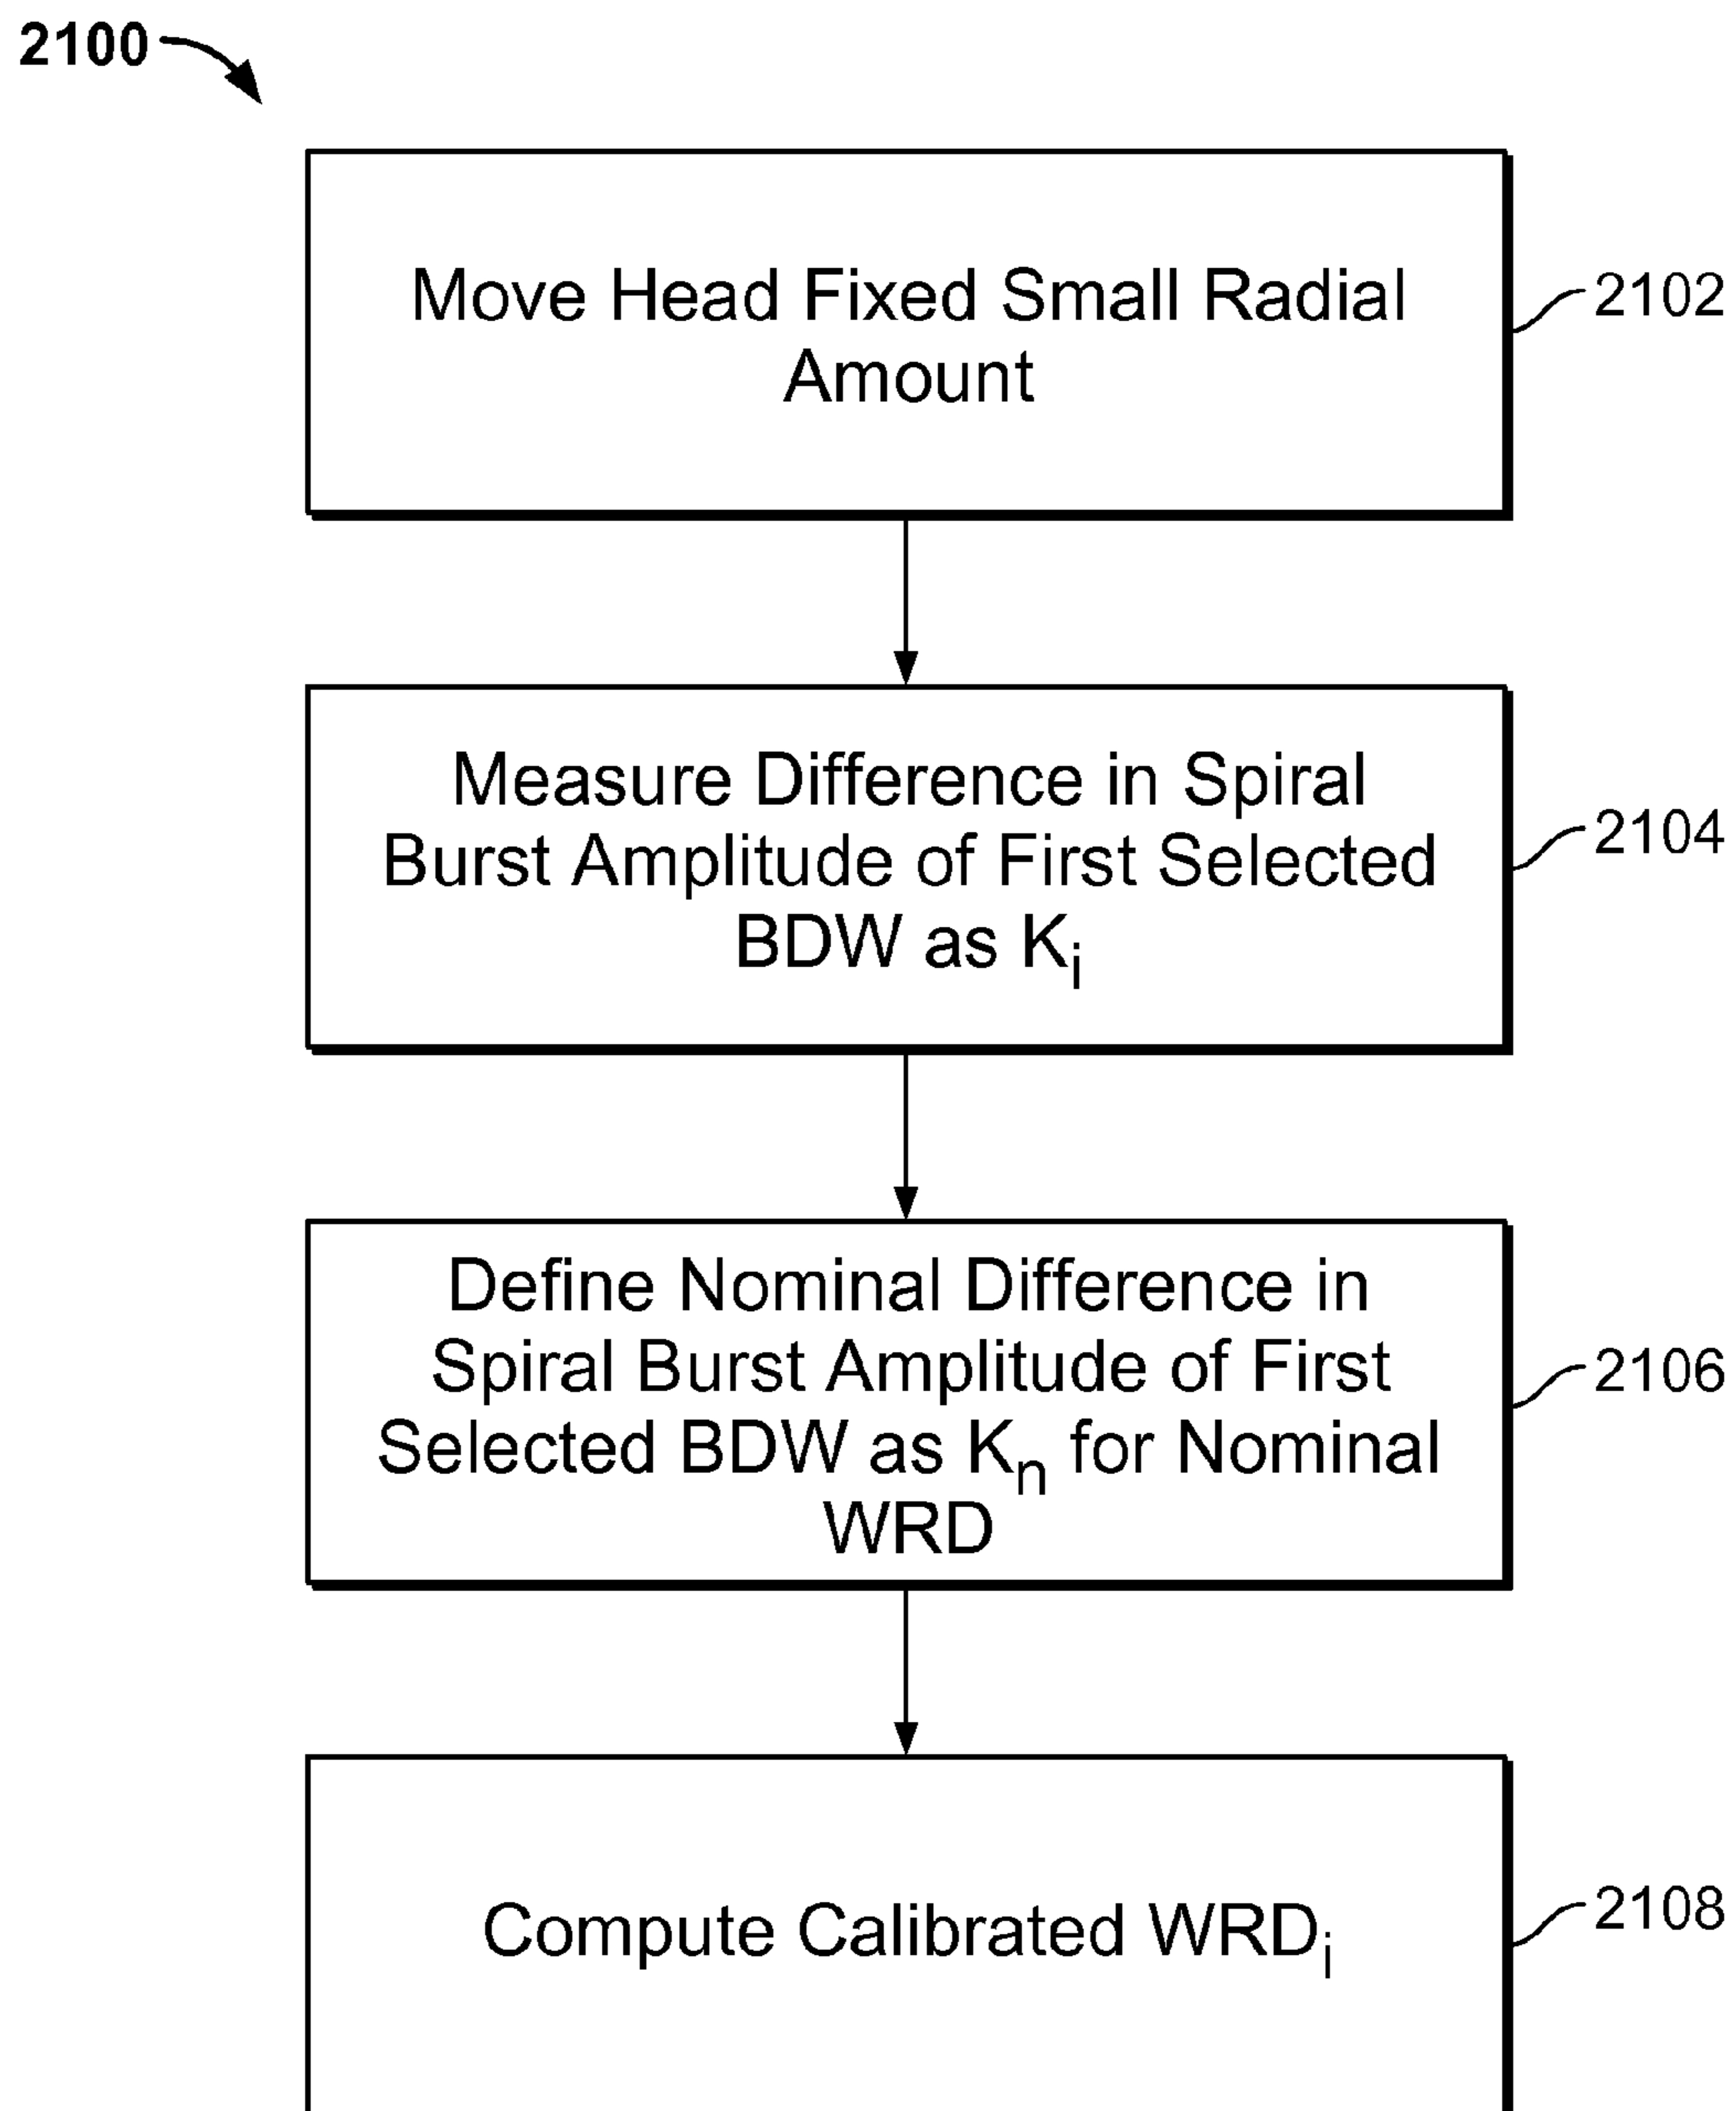 2100
Move Head Fixed Small Radial
Amount
2102
Measure Difference in Spiral
Burst Amplitude of First Selected
BDW as Ki
2104
Define Nominal Difference in
Spiral Burst Amplitude of First
Selected BDW as Kn for Nominal
WRD
2106
Compute Calibrated WRDi
2108